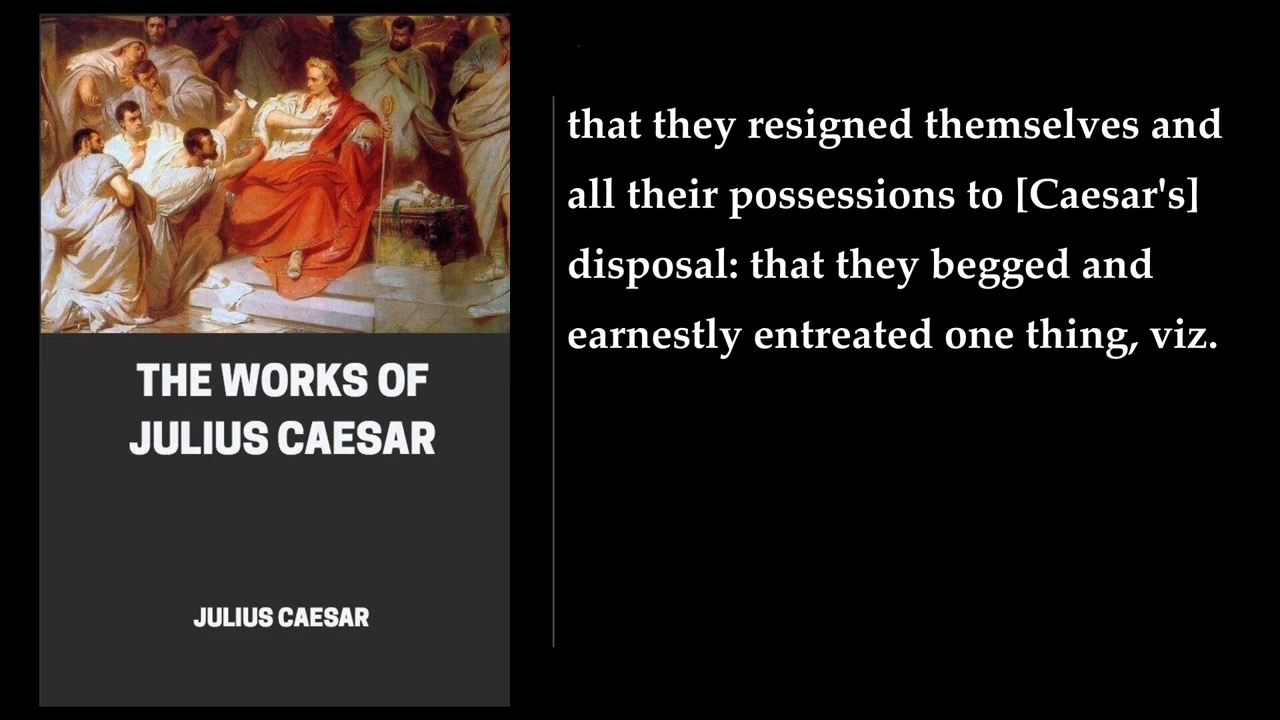 THE WORKS OF
JULIUS CAESAR
JULIUS CAESAR
that they resigned themselves and
all their possessions to [Caesar's]
disposal: that they begged and
earnestly entreated one thing, viz.